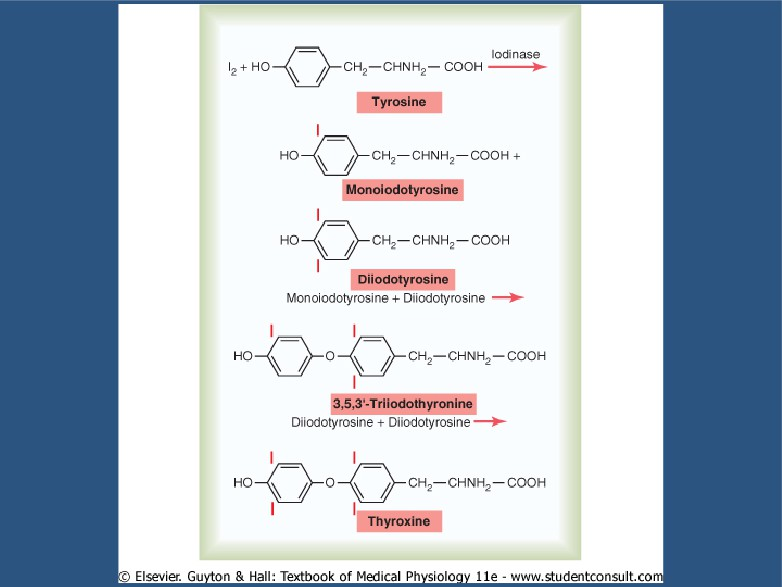 I₂ + HO CH₂ CHNH₂ COOH Iodinase
Tyrosine
I
HO CH₂ CHNH₂ COOH +
Monoiodotyrosine
I
HO CH₂ CHNH₂ COOH
I
Diiodotyrosine
Monoiodotyrosine + Diiodotyrosine
I I
HO O CH₂ CHNH₂ COOH
I
3,5,3'-Triiodothyronine
Diiodotyrosine + Diiodotyrosine
I I
HO O CH₂ CHNH₂ COOH
I I
Thyroxine
© Elsevier. Guyton & Hall: Textbook of Medical Physiology 11e - www.studentconsult.com